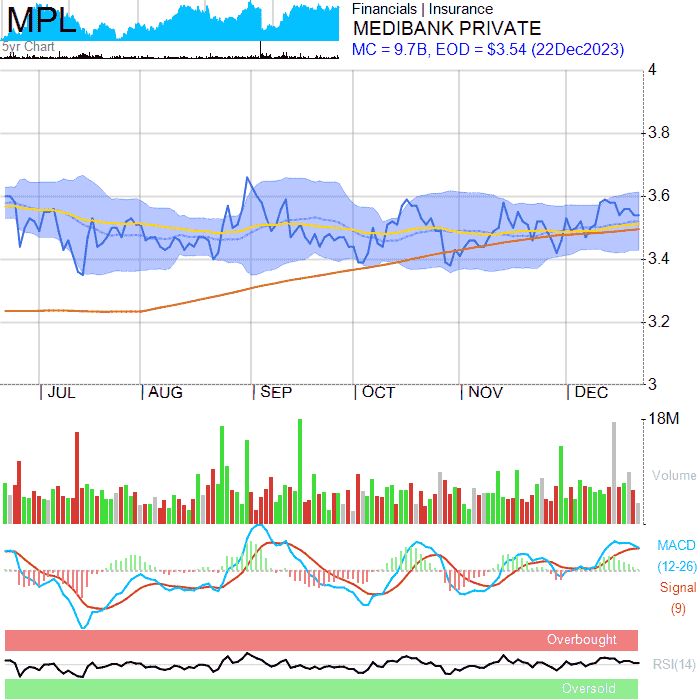 MPL
5yr Chart
Financials | Insurance
MEDIBANK PRIVATE
MC = 9.7B, EOD = $3.54 (22Dec2023)
4
3.8
3.6
3.4
3.2
3
JUL AUG SEP OCT NOV DEC
18M
Volume
MACD
(12-26)
Signal
(9)
Overbought
RSI(14)
Oversold